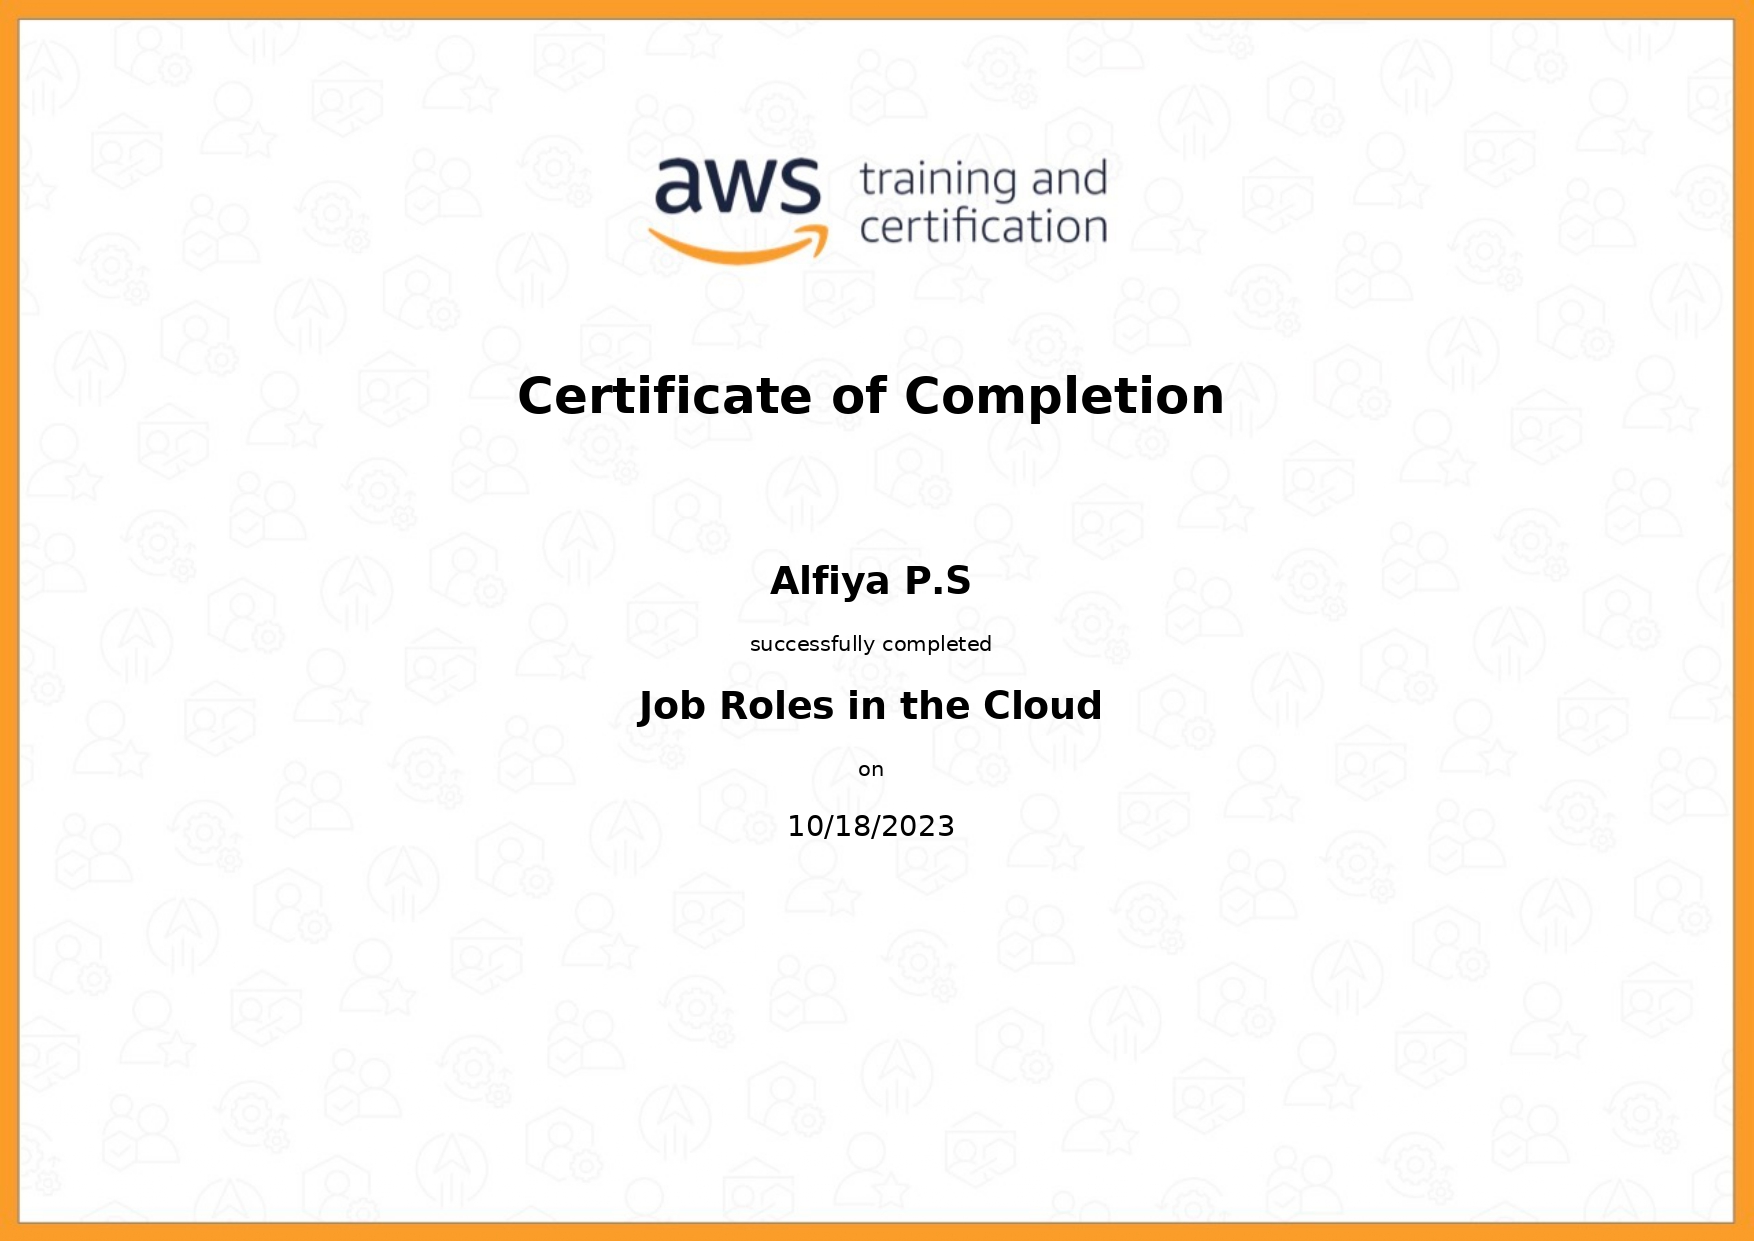 aws training and
certification
Certificate of Completion
Alfiya P.S
successfully completed
Job Roles in the Cloud
on
10/18/2023